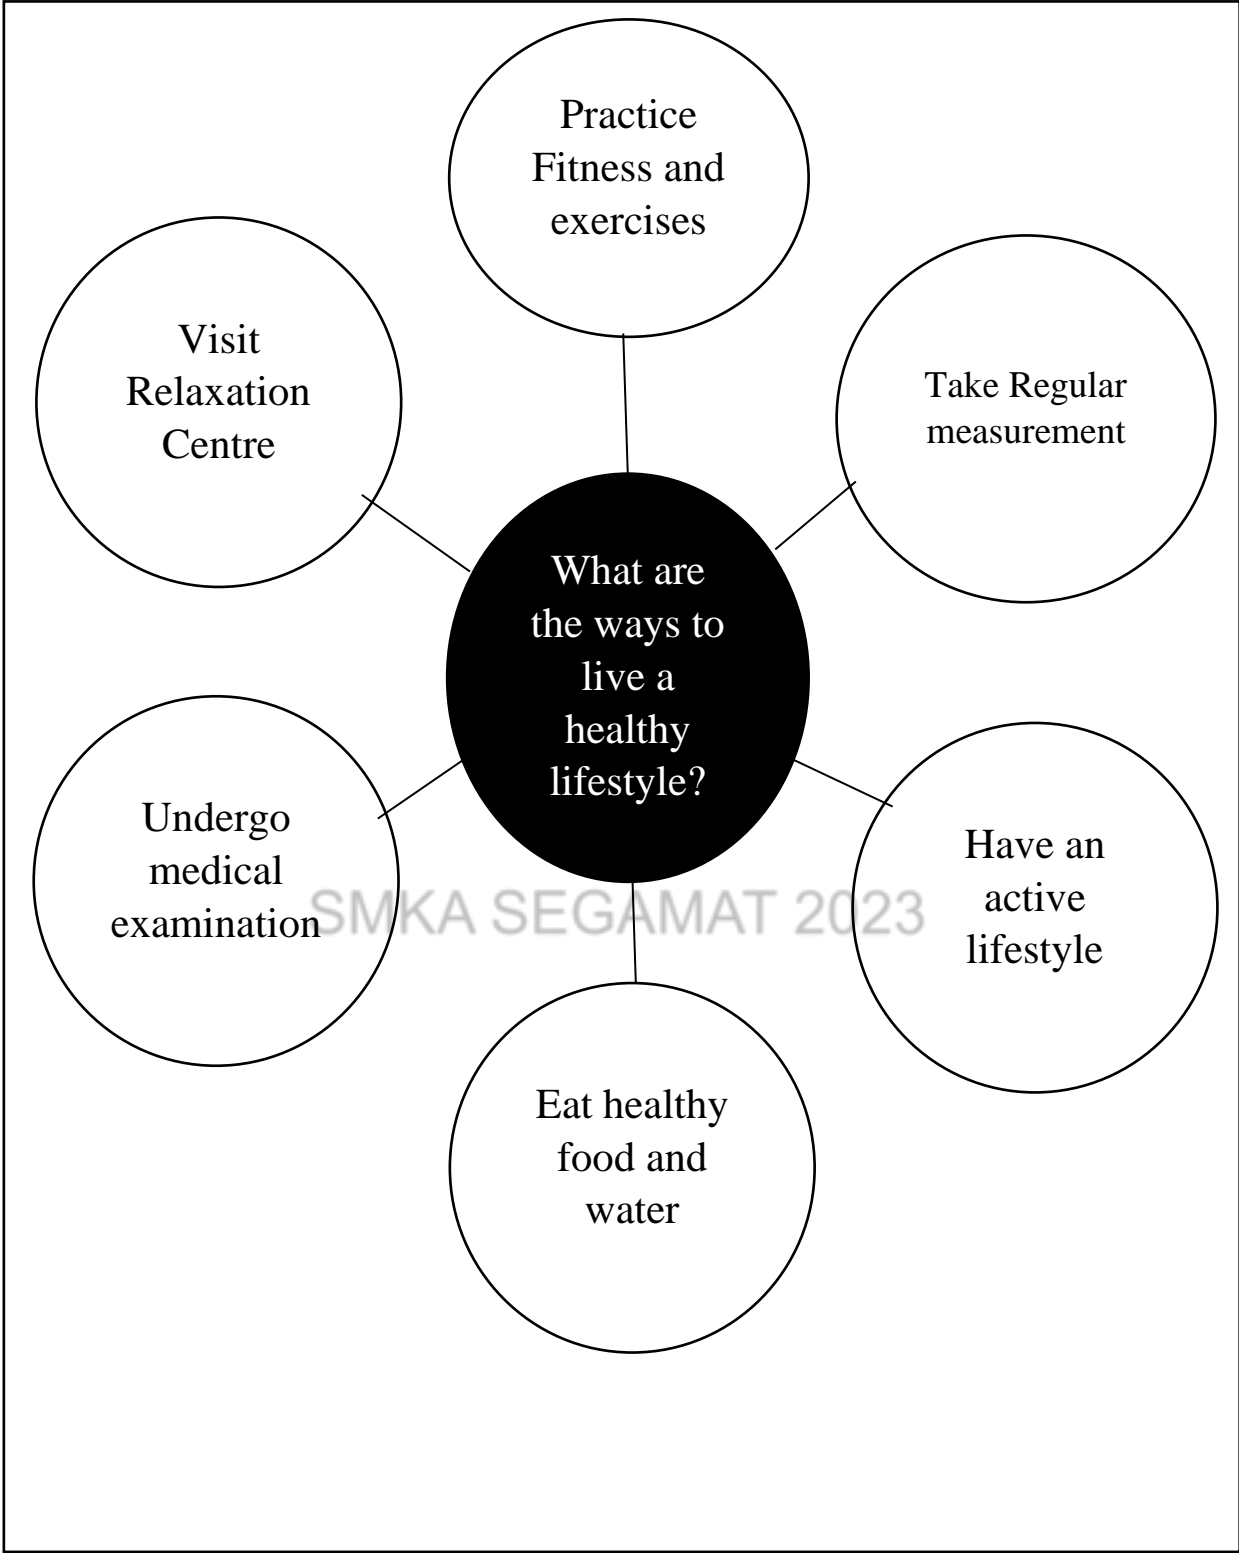 Practice
Fitness and
exercises
Visit
Relaxation
Centre
Take Regular
measurement
What are
the ways to
live a
healthy
lifestyle?
Undergo
medical
examination
Have an
active
lifestyle
SMKA SEGAMAT 2023
Eat healthy
food and
water